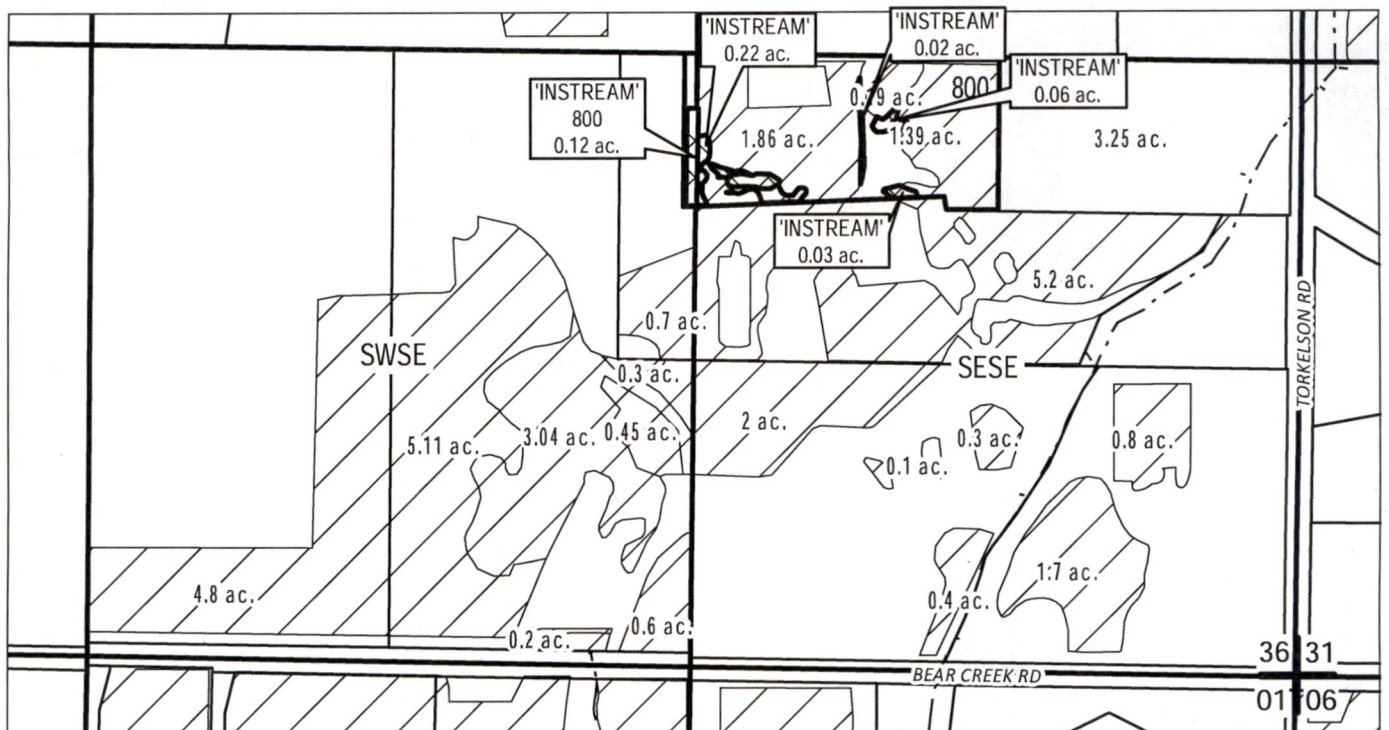 'INSTREAM'
0.22 ac.
'INSTREAM'
0.02 ac.
'INSTREAM'
0.06 ac.
'INSTREAM'
800
0.12 ac.
800
1.86 ac.
1.39 ac.
3.25 ac.
'INSTREAM'
0.03 ac.
5.2 ac.
0.7 ac.
TORKELSON RD
SWSE
SESE
0.3 ac.
5.11 ac.
3.04 ac.
0.45 ac.
2 ac.
0.3 ac.
0.8 ac.
0.1 ac.
1.7 ac.
4.8 ac.
0.4 ac.
0.2 ac.
0.6 ac.
BEAR CREEK RD
36 31
01 06